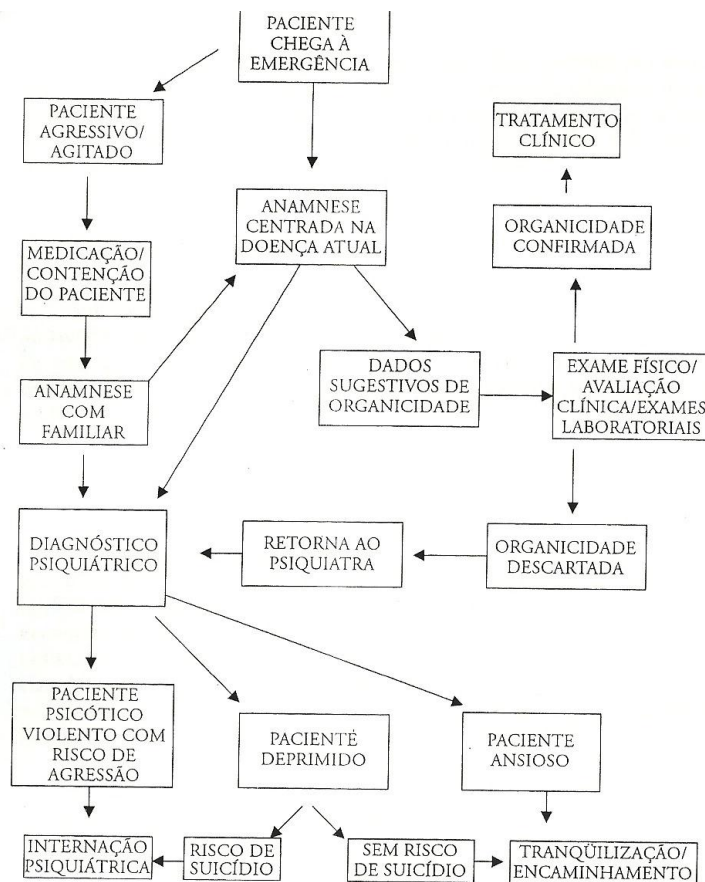 PACIENTE
CHEGA À
EMERGÊNCIA
PACIENTE
AGRESSIVO/
AGITADO
TRATAMENTO
CLÍNICO
ANAMNESE
CENTRADA NA
DOENÇA ATUAL
ORGANICIDADE
CONFIRMADA
MEDICAÇÃO/
CONTENÇÃO
DO PACIENTE
DADOS
SUGESTIVOS DE
ORGANICIDADE
EXAME FÍSICO/
AVALIAÇÃO
CLÍNICA/EXAMES
LABORATORIAIS
ANAMNESE
COM
FAMILIAR
DIAGNÓSTICO
PSIQUIÁTRICO
RETORNA AO
PSIQUIATRA
ORGANICIDADE
DESCARTADA
PACIENTE
PSICÓTICO
VIOLENTO COM
RISCO DE
AGRESSÃO
PACIENTE
DEPRIMIDO
PACIENTE
ANSIOSO
INTERNAÇÃO
PSIQUIÁTRICA
RISCO DE
SUICÍDIO
SEM RISCO
DE SUICÍDIO
TRANQÜILIZAÇÃO/
ENCAMINHAMENTO